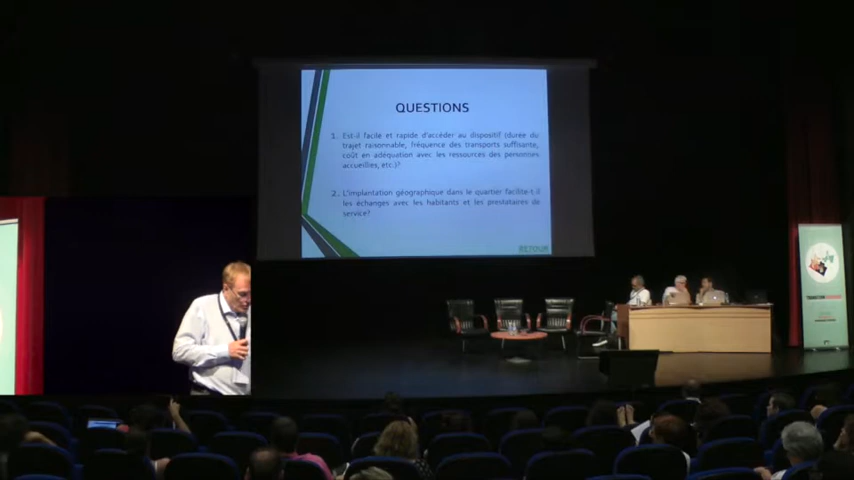 QUESTIONS
1. Est-il facile et rapide d'accéder au dispositif (durée du
trajet raisonnable, fréquence des transports suffisante,
coût en adéquation avec les ressources des personnes
accueillies, etc.)?
2. L'implantation géographique dans le quartier facilite-t-il
les échanges avec les habitants et les prestataires de
service?
RETOUR